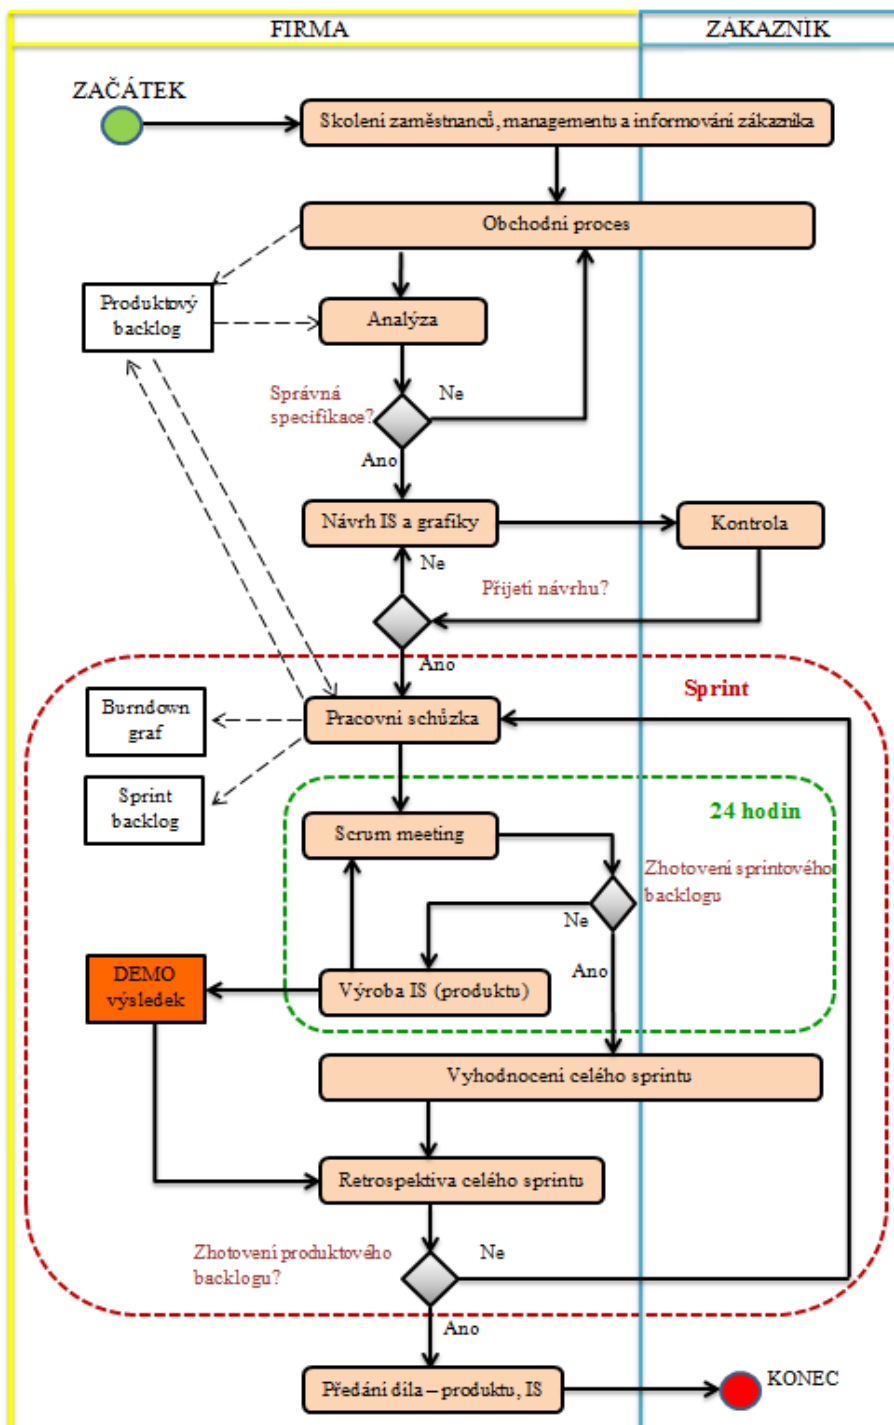 FIRMA
ZÁKAZNÍK
ZAČÁTEK
Školení zaměstnanců, managementu a informování zákazníka
Obchodní proces
Produktový
backlog
Analýza
Správná
specifikace?
Ne
Ano
Návrh IS a grafiky
Kontrola
Ne
Přijetí návrhu?
Ano
Sprint
Burndown
graf
Pracovní schůzka
Sprint
backlog
24 hodin
Scrum meeting
Zhotovení sprintového
backlogu
Ne
Ano
DEMO
výsledek
Výroba IS (produktu)
Vyhodnocení celého sprintu
Retrospektiva celého sprintu
Zhotovení produktového
backlogu?
Ne
Ano
Předání díla – produktu, IS
KONEC